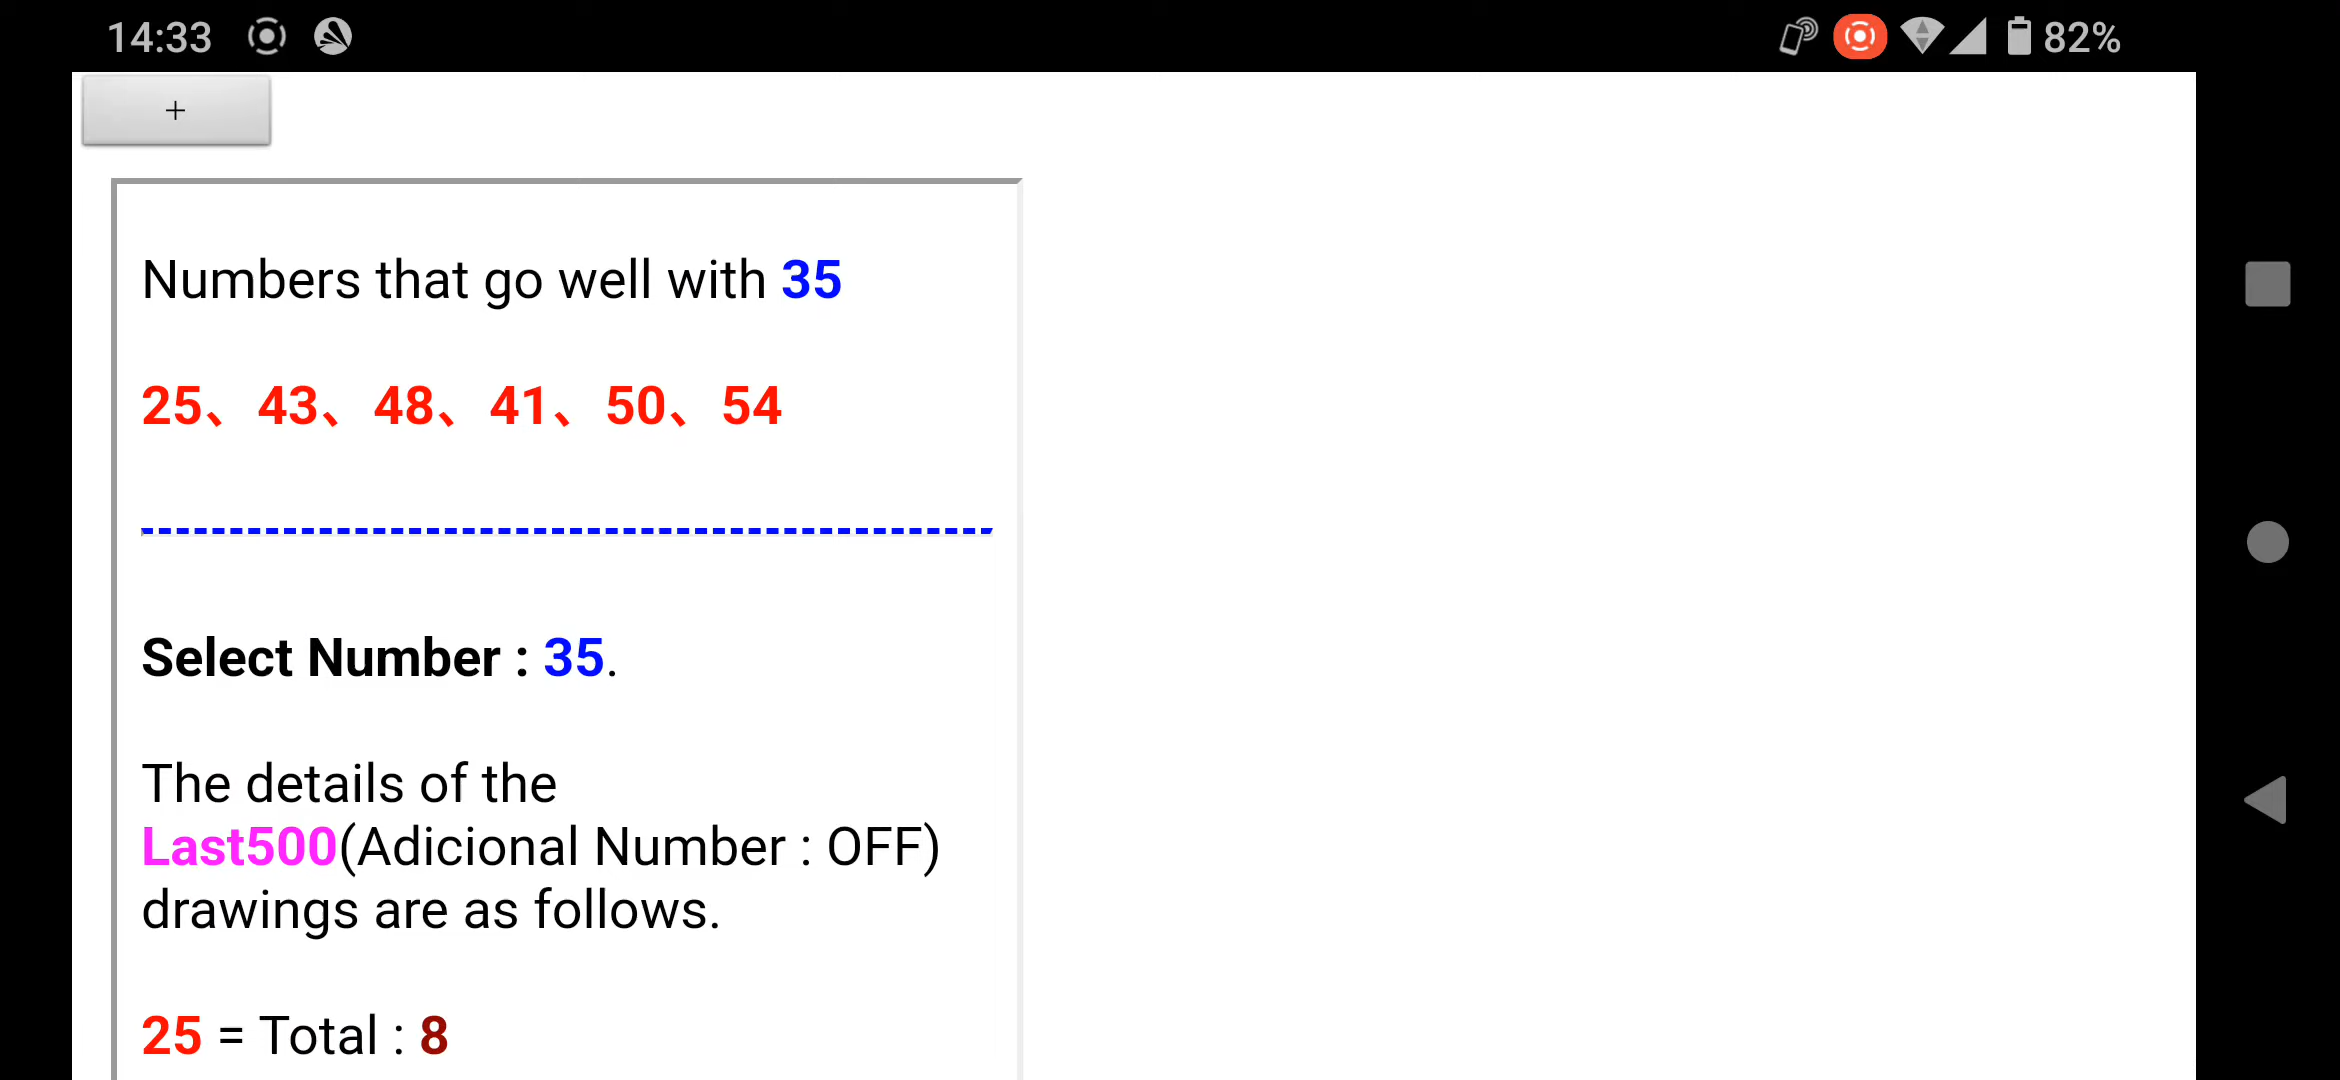 14:33
82%
+
Numbers that go well with 35
25、43、48、41、50、54
Select Number : 35.
The details of the
Last500(Adicional Number : OFF)
drawings are as follows.
25 = Total : 8